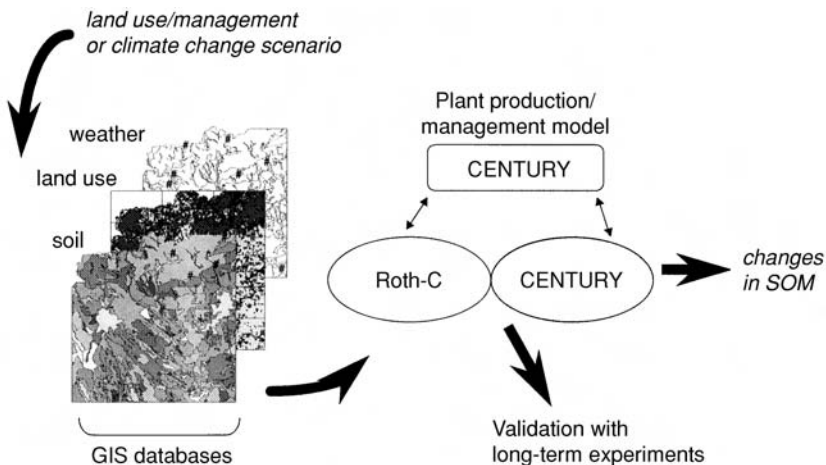 land use/management
or climate change scenario
weather
land use
soil
GIS databases
Plant production/
management model
CENTURY
Roth-C
CENTURY
changes
in SOM
Validation with
long-term experiments